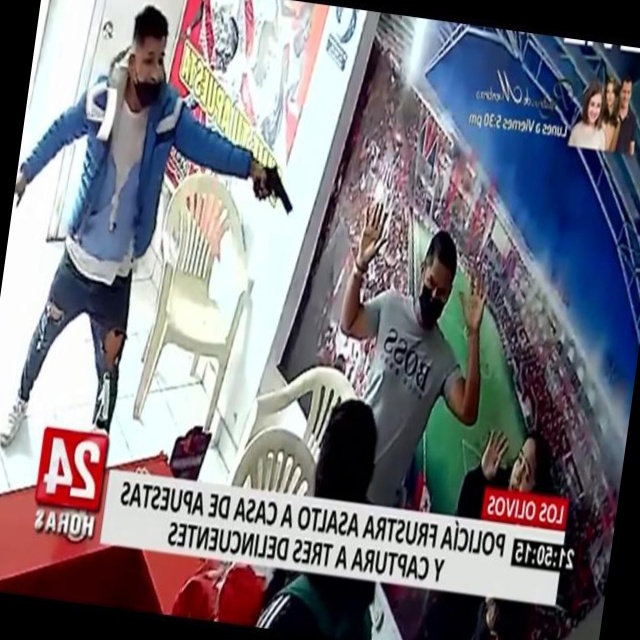 Lunes a Viernes 5:30 pm
BOSS
24
HORAS
LOS OLIVOS
21:50:15
POLICÍA FRUSTRA ASALTO A CASA DE APUESTAS
Y CAPTURA A TRES DELINCUENTES